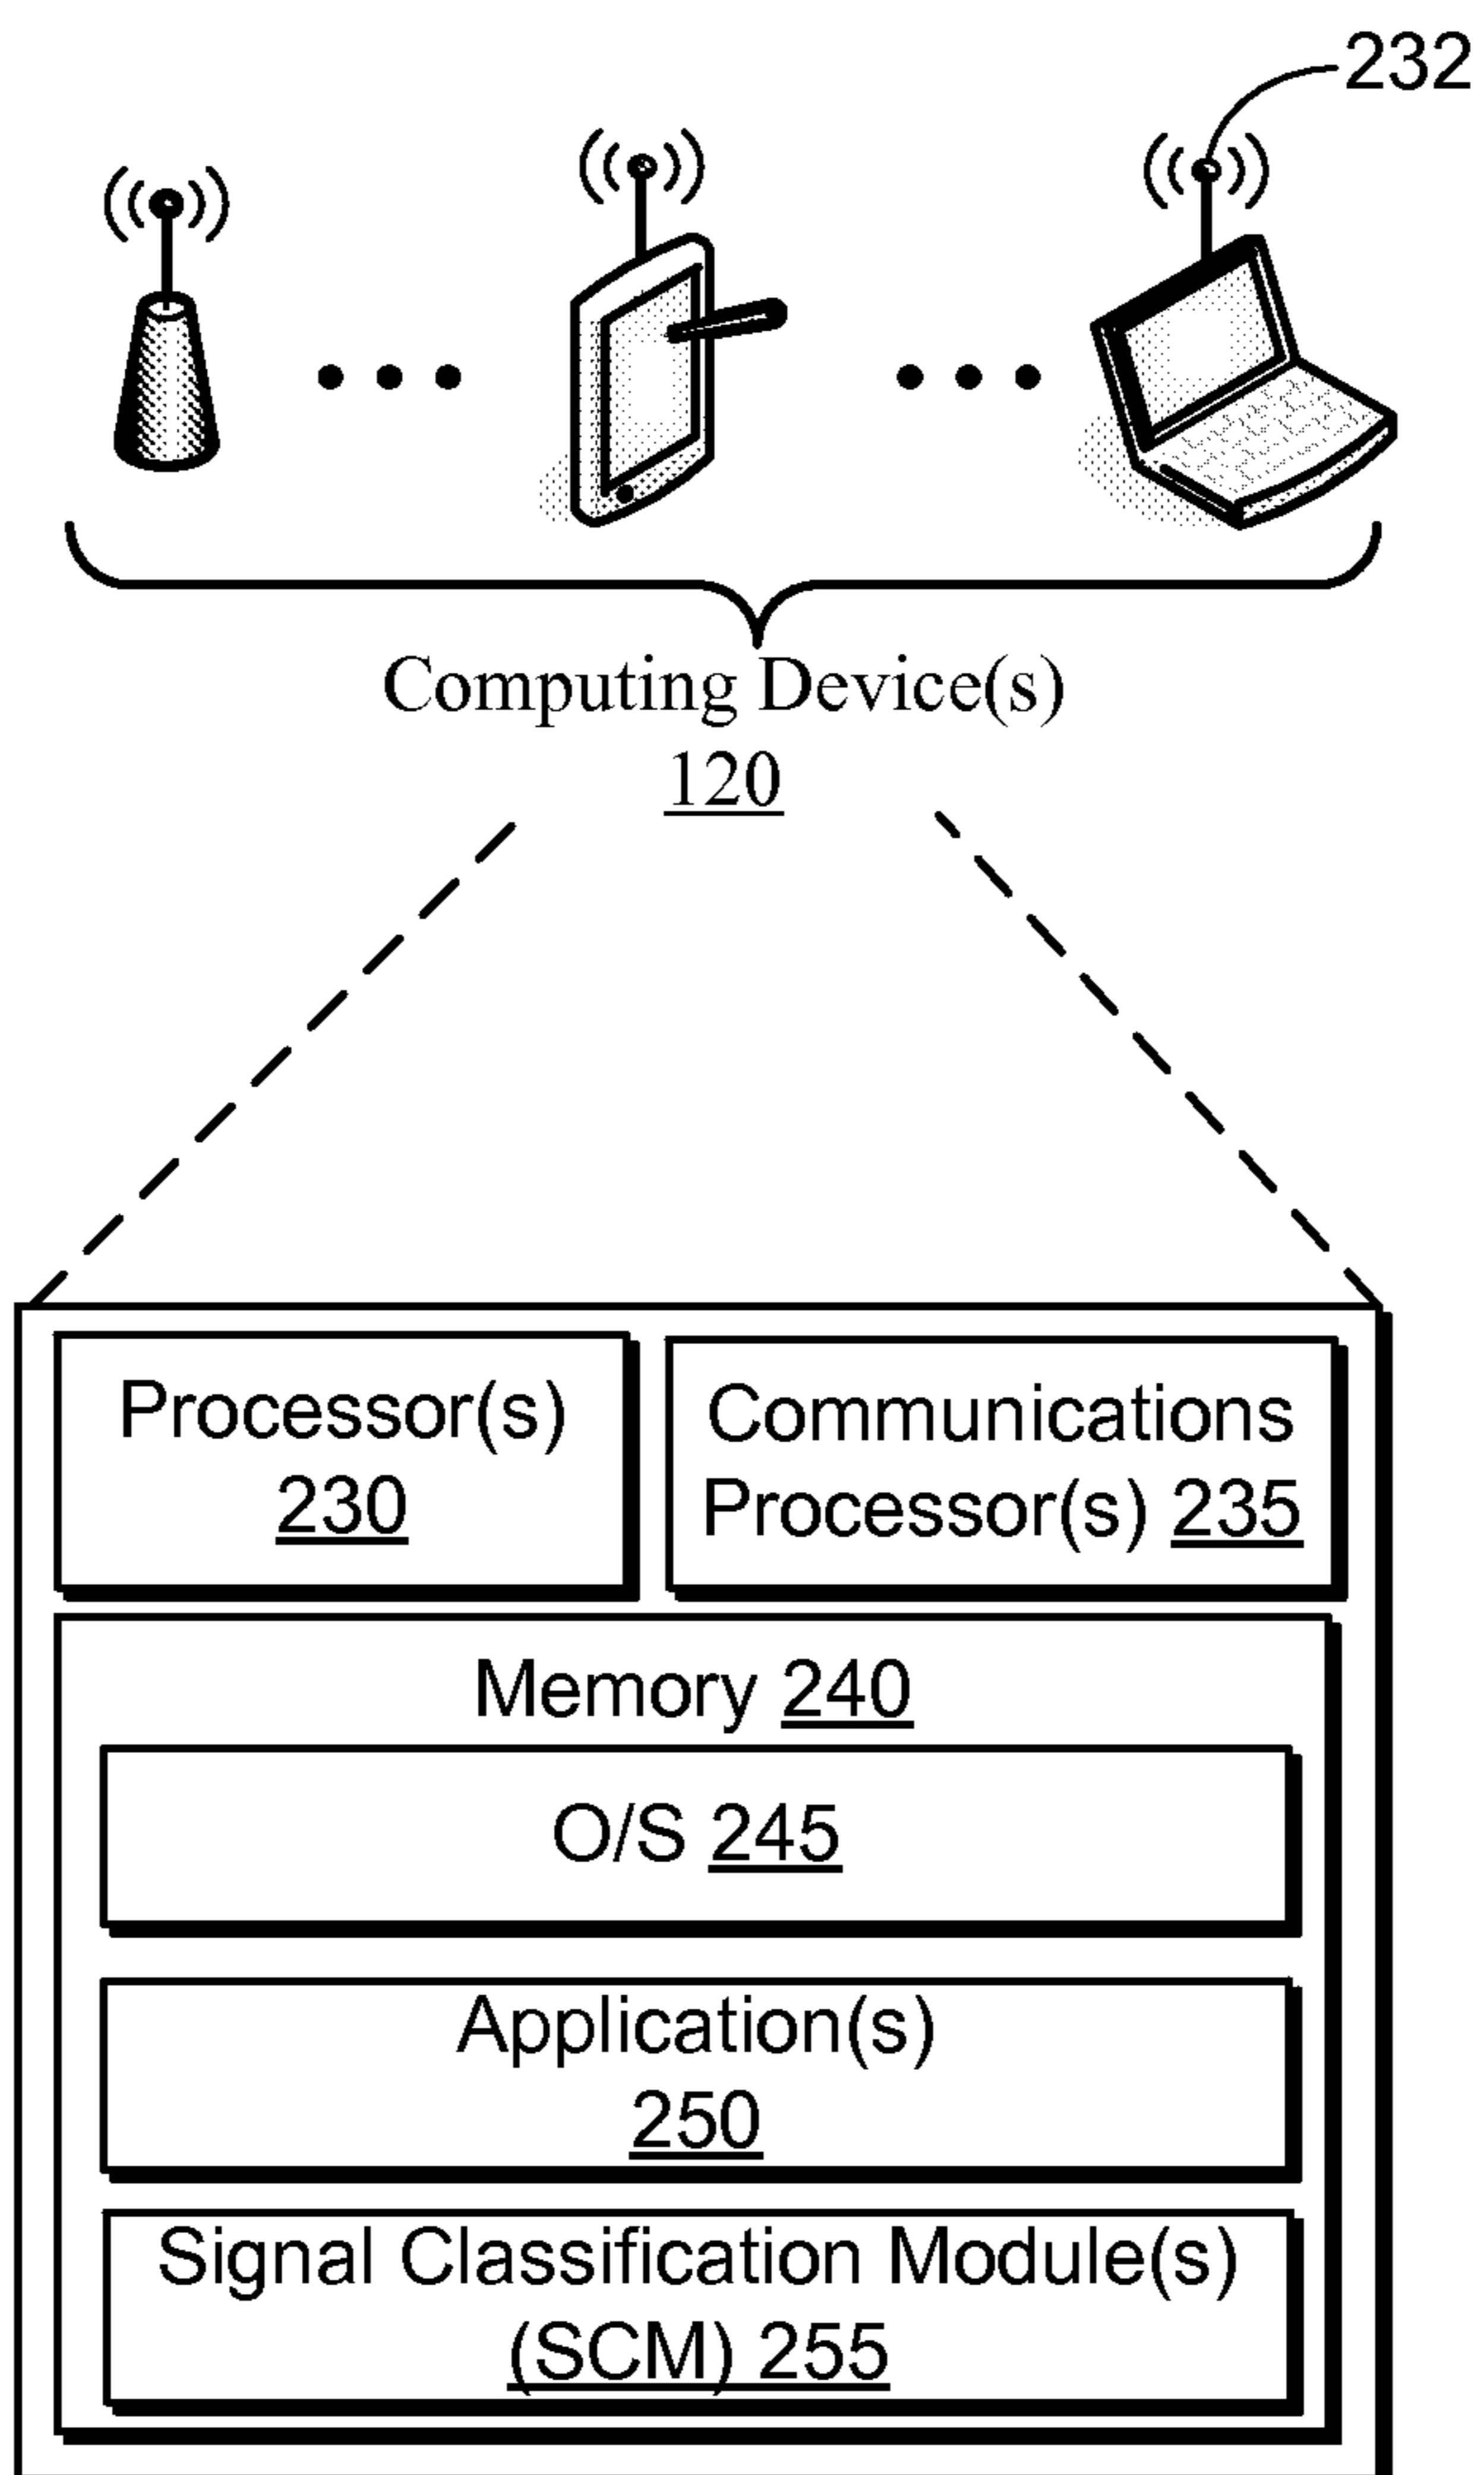 232
Computing Device(s)
120
Processor(s)
230
Communications
Processor(s) 235
Memory 240
O/S 245
Application(s)
250
Signal Classification Module(s)
(SCM) 255